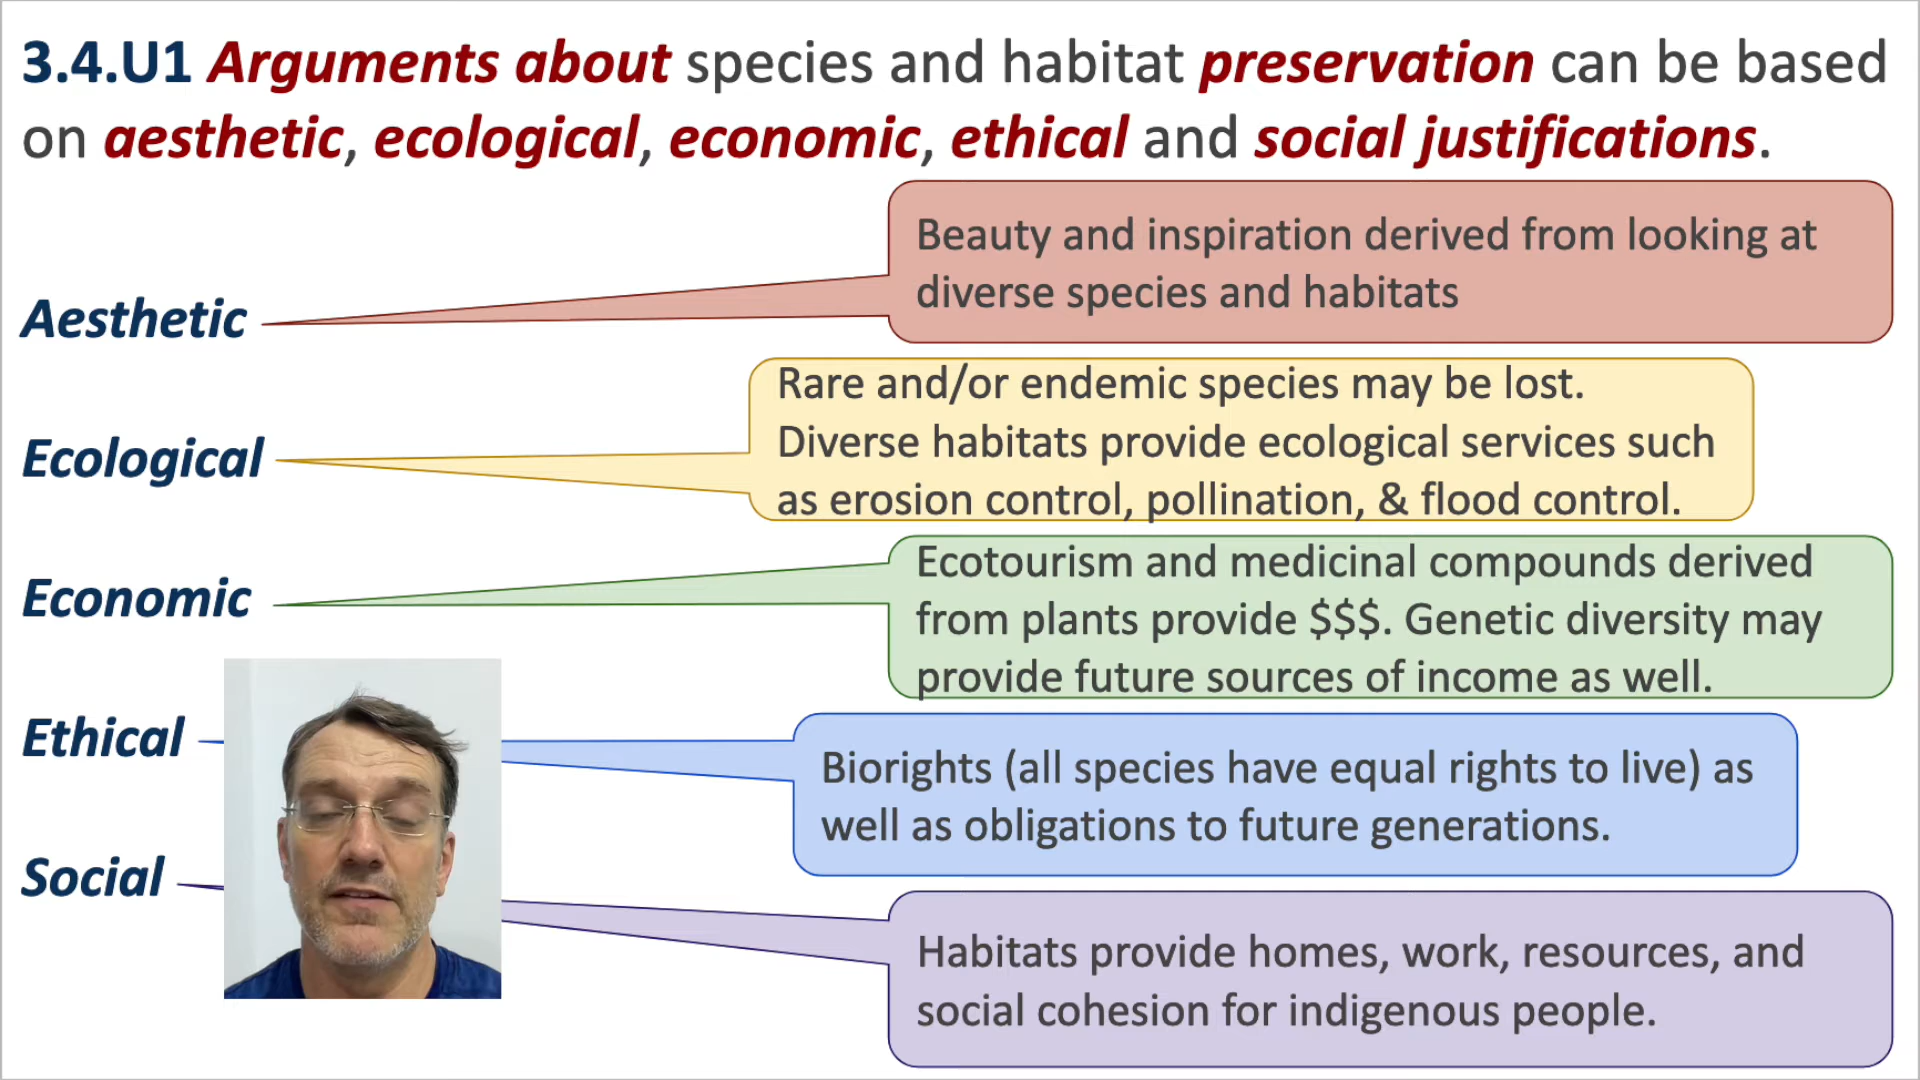 3.4.U1 Arguments about species and habitat preservation can be based
on aesthetic, ecological, economic, ethical and social justifications.
Aesthetic
Beauty and inspiration derived from looking at
diverse species and habitats
Ecological
Rare and/or endemic species may be lost.
Diverse habitats provide ecological services such
as erosion control, pollination, & flood control.
Economic
Ecotourism and medicinal compounds derived
from plants provide $$$. Genetic diversity may
provide future sources of income as well.
Ethical
Biorights (all species have equal rights to live) as
well as obligations to future generations.
Social
Habitats provide homes, work, resources, and
social cohesion for indigenous people.